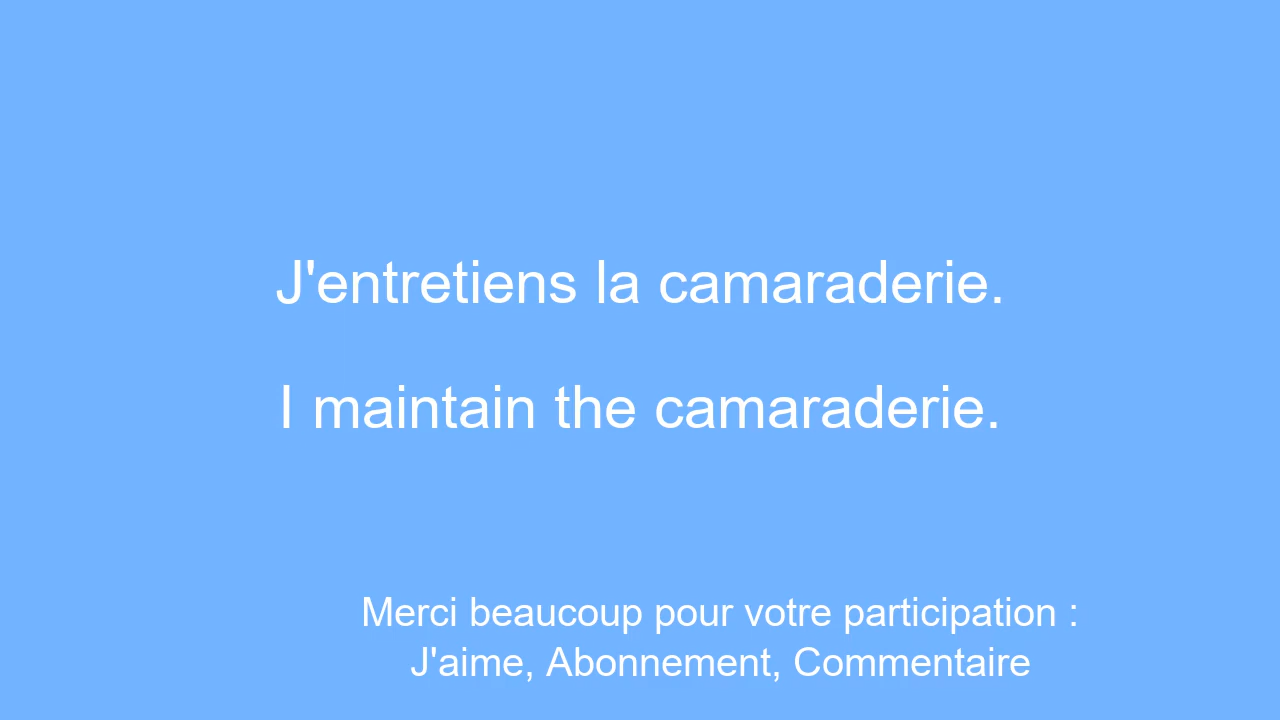 J'entretiens la camaraderie.
I maintain the camaraderie.
Merci beaucoup pour votre participation :
J'aime, Abonnement, Commentaire